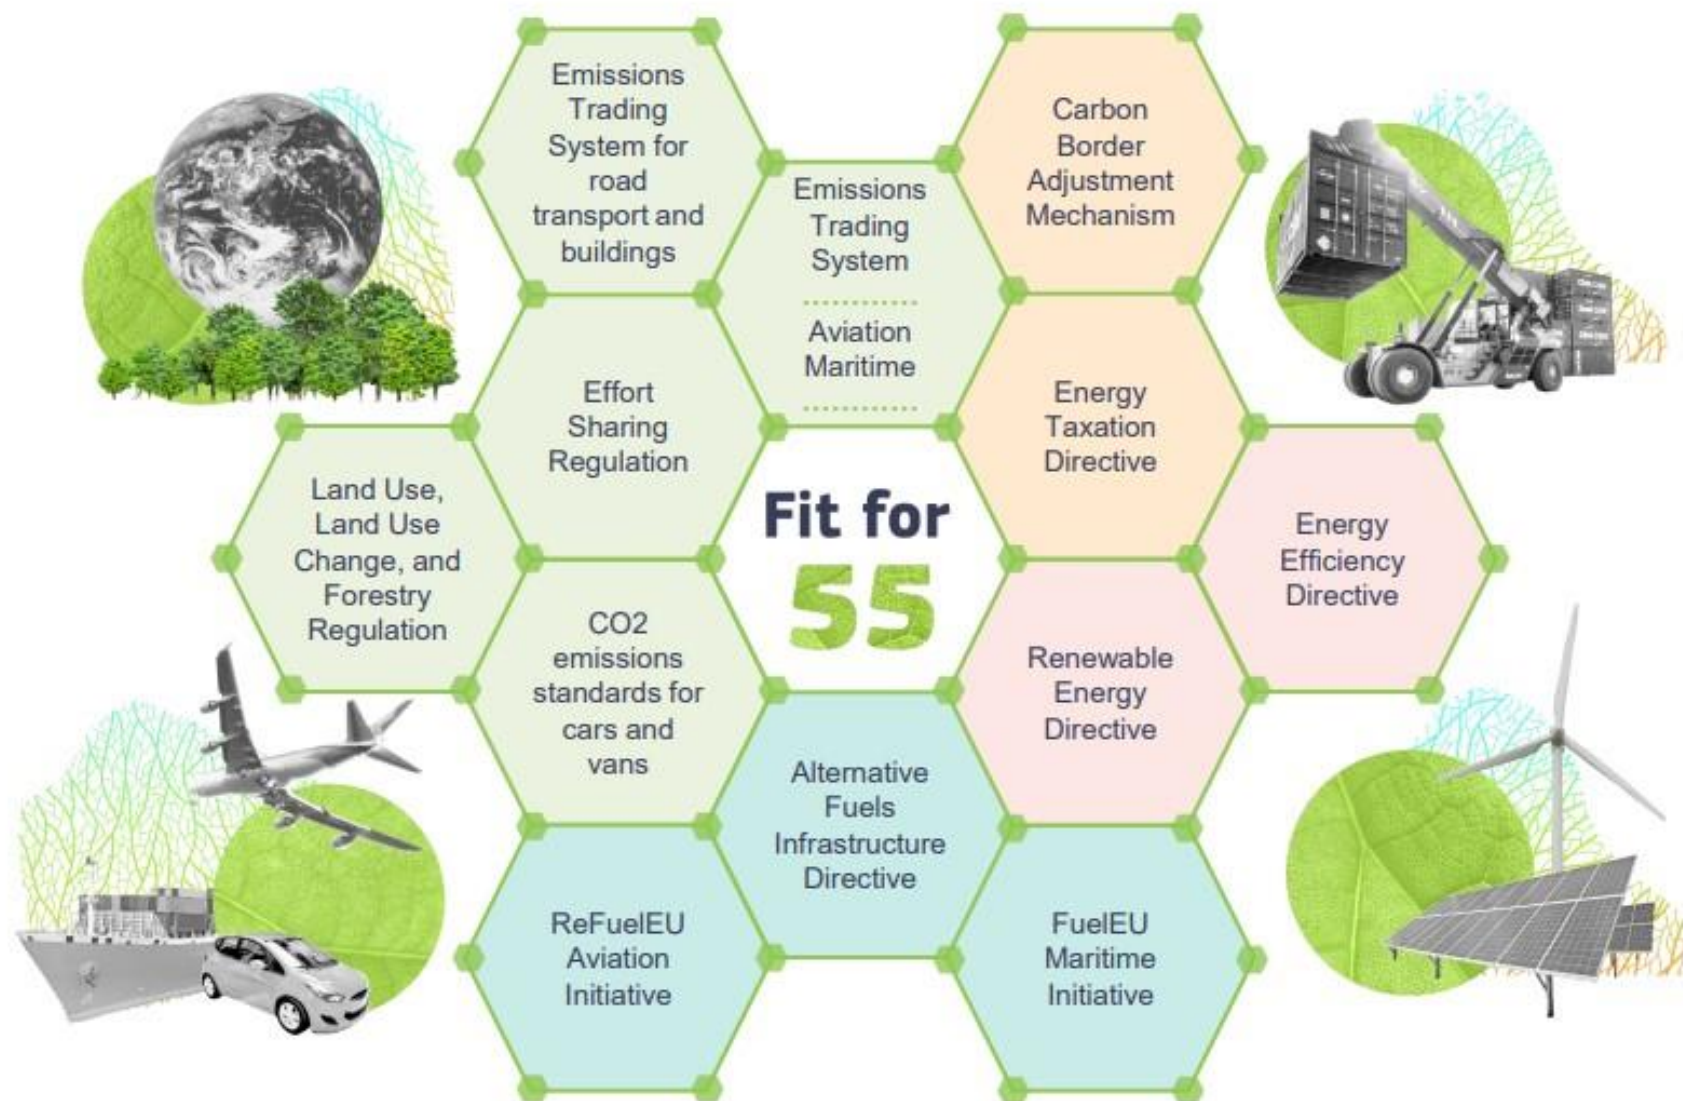 Emissions
Trading
System for
road
transport and
buildings
Emissions
Trading
System
Aviation
Maritime
Carbon
Border
Adjustment
Mechanism
Effort
Sharing
Regulation
Energy
Taxation
Directive
Land Use,
Land Use
Change, and
Forestry
Regulation
Fit for
55
Energy
Efficiency
Directive
CO2
emissions
standards for
cars and
vans
Renewable
Energy
Directive
Alternative
Fuels
Infrastructure
Directive
ReFuelEU
Aviation
Initiative
FuelEU
Maritime
Initiative